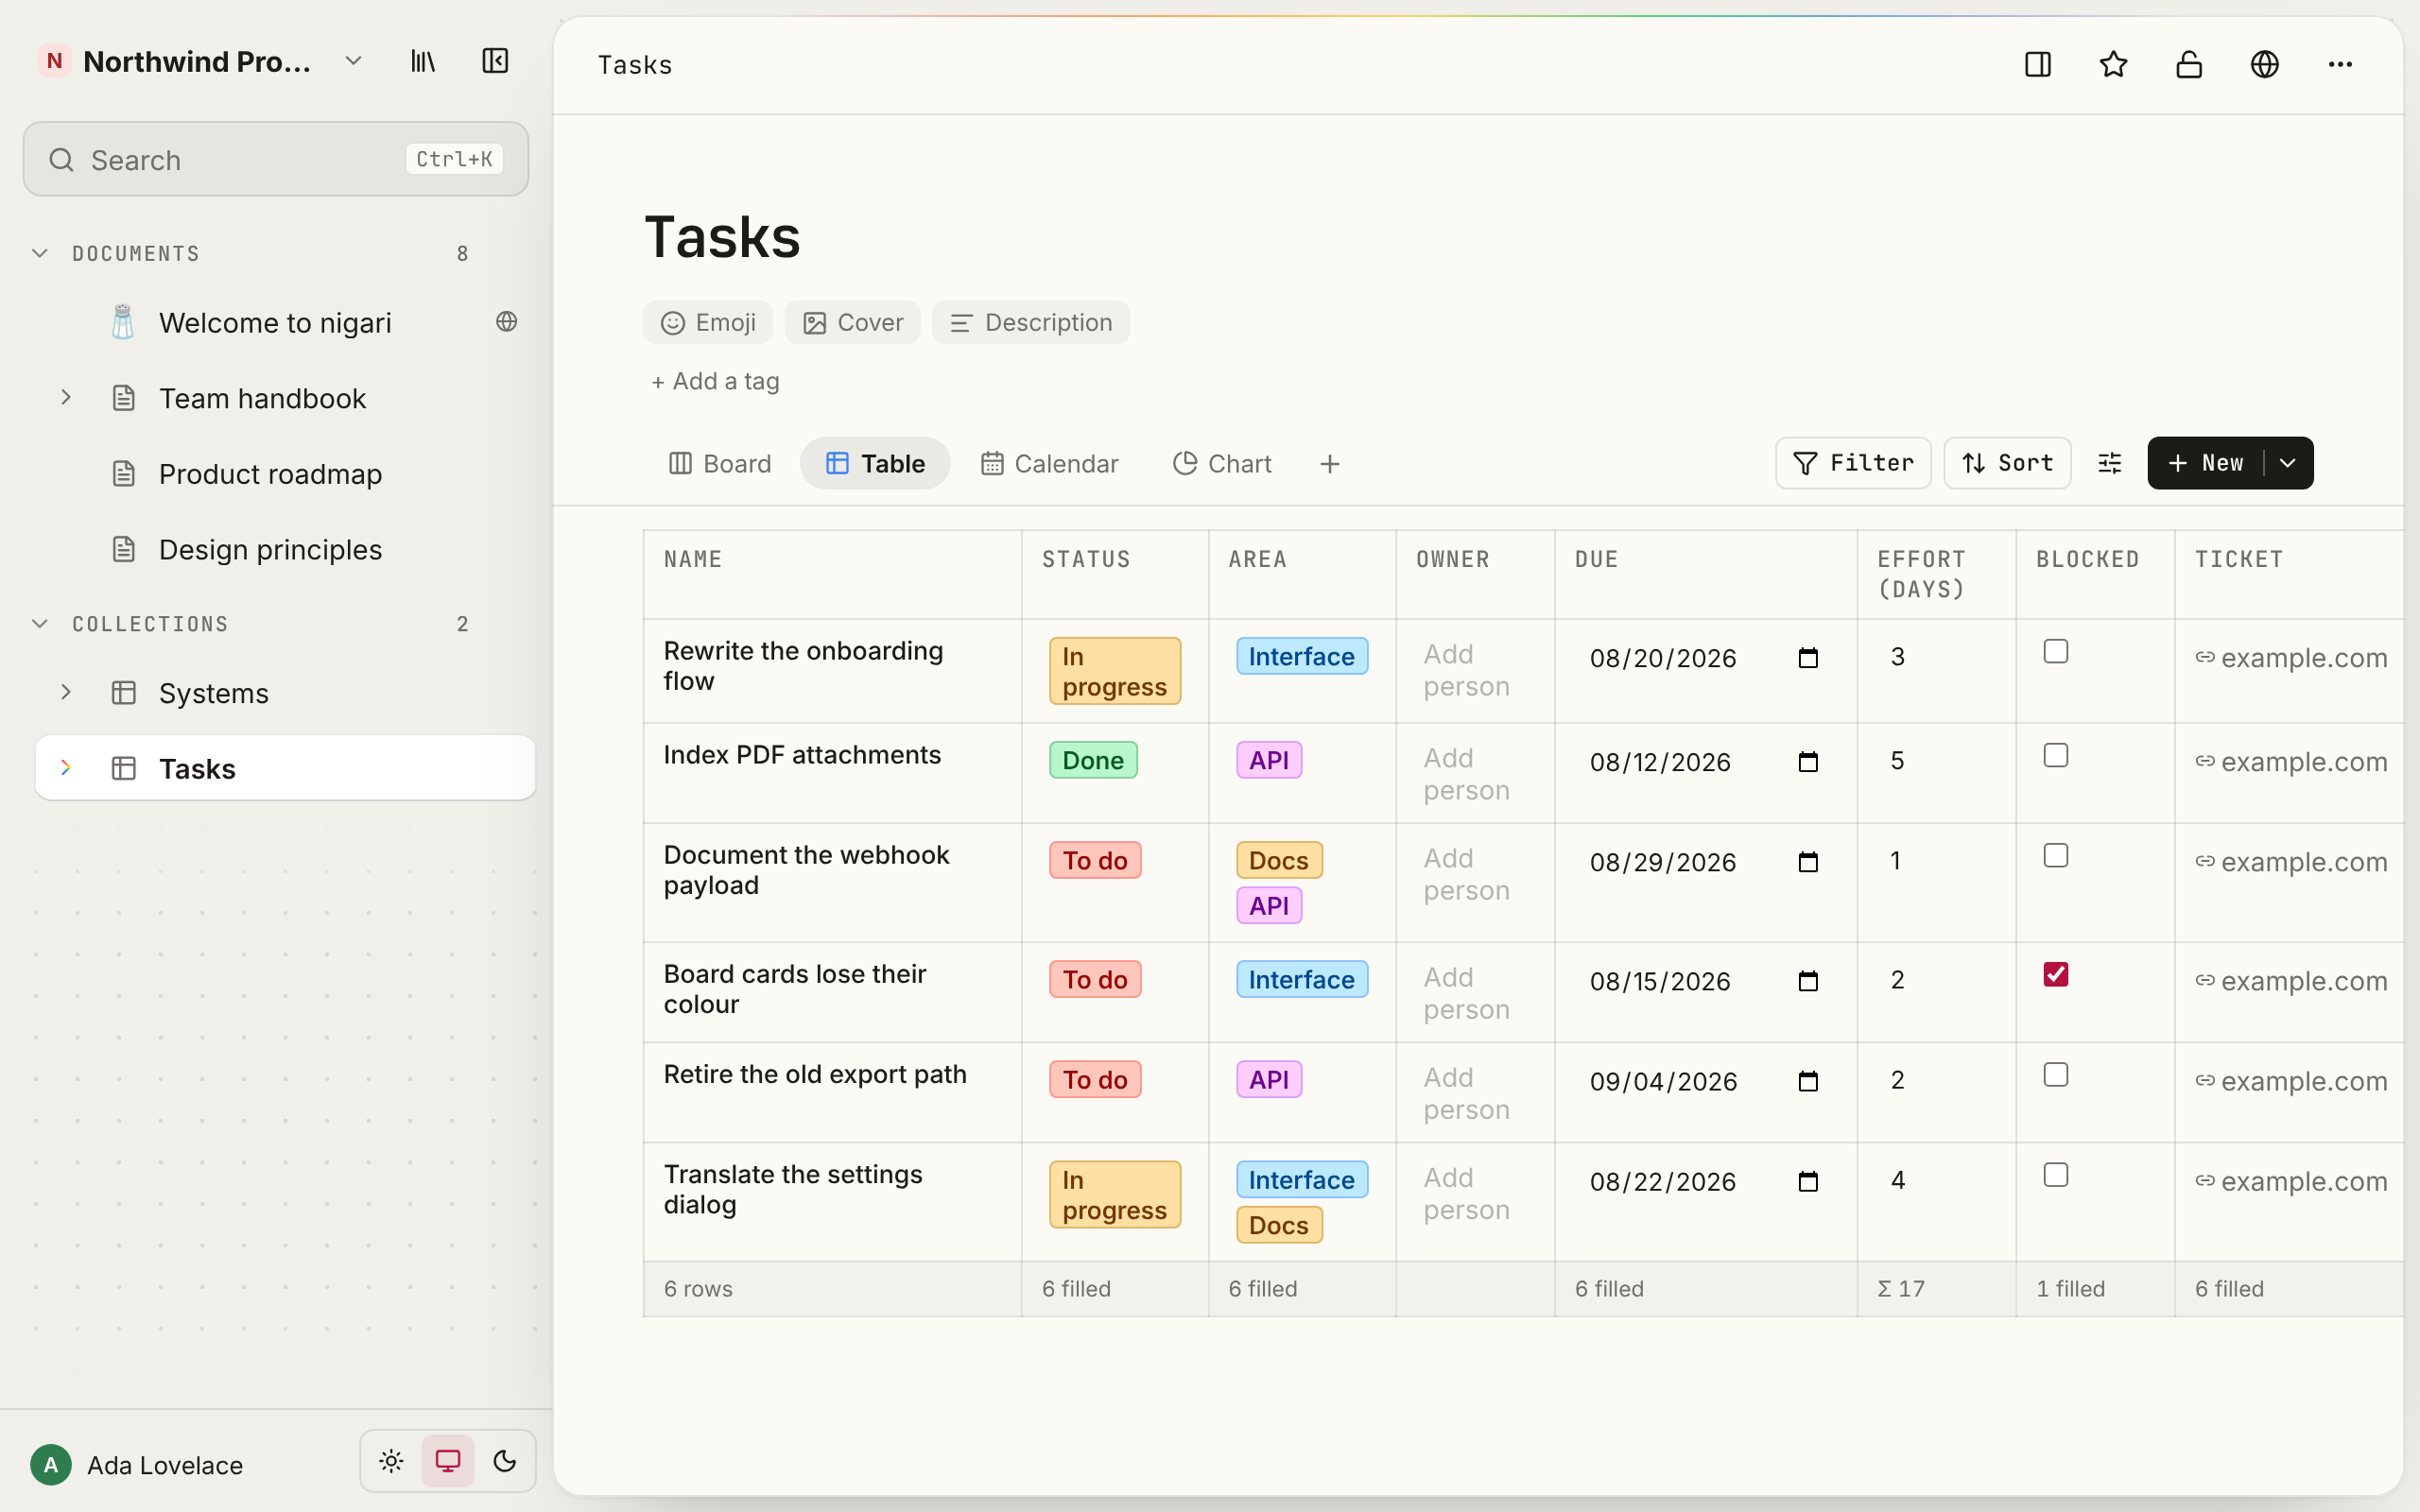 N Northwind Pro...
Search Ctrl+K
DOCUMENTS 8
Welcome to nigari
Team handbook
Product roadmap
Design principles
COLLECTIONS 2
Systems
Tasks
A Ada Lovelace
Tasks
Tasks
Emoji Cover Description
+ Add a tag
Board Table Calendar Chart + Filter Sort + New
NAME STATUS AREA OWNER DUE EFFORT (DAYS) BLOCKED TICKET
Rewrite the onboarding flow In progress Interface Add person 08/20/2026 3 example.com
Index PDF attachments Done API Add person 08/12/2026 5 example.com
Document the webhook payload To do Docs API Add person 08/29/2026 1 example.com
Board cards lose their colour To do Interface Add person 08/15/2026 2 example.com
Retire the old export path To do API Add person 09/04/2026 2 example.com
Translate the settings dialog In progress Interface Docs Add person 08/22/2026 4 example.com
6 rows 6 filled 6 filled 6 filled Σ 17 1 filled 6 filled